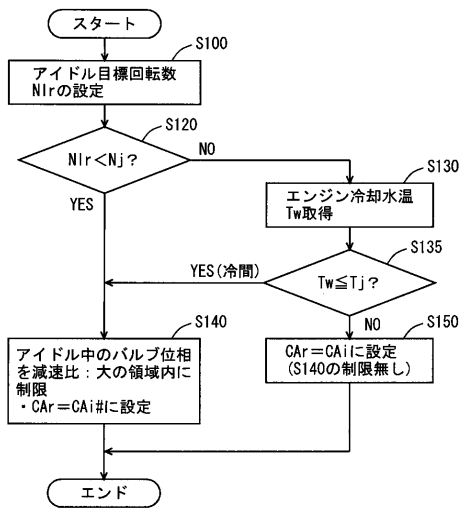 スタート
S100
アイドル目標回転数
NIrの設定
S120
NIr<Nj?
NO
YES
S130
エンジン冷却水温
Tw取得
S135
Tw≦Tj?
YES(冷間)
NO
S140
アイドル中のバルブ位相
を減速比:大の領域内に
制限
・CAr=CAi#に設定
S150
CAr=CAiに設定
(S140の制限無し)
エンド